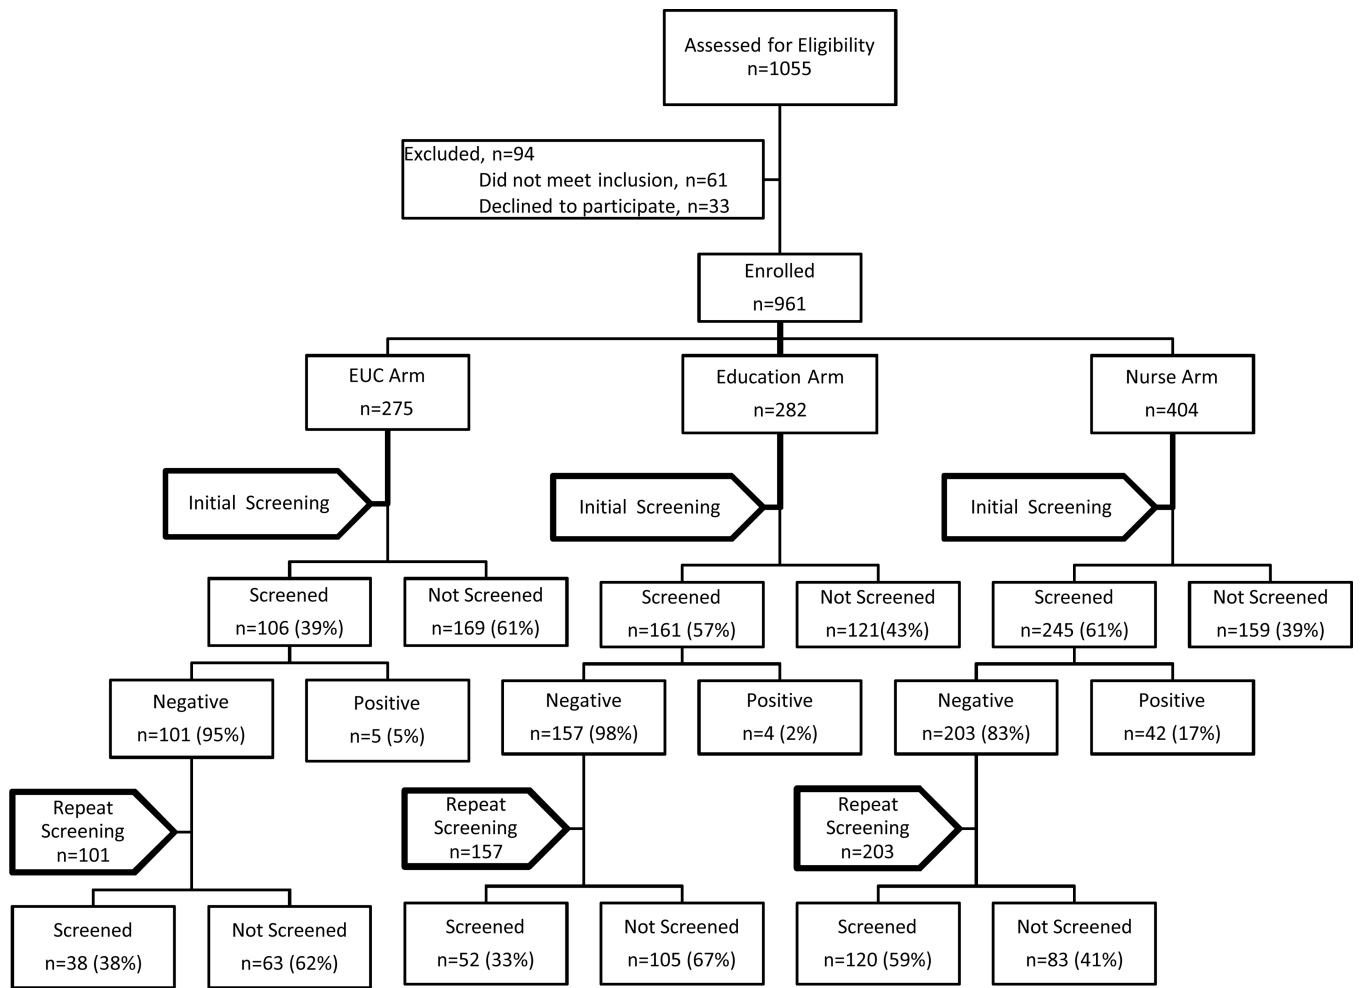 Assessed for Eligibility
n=1055
Excluded, n=94
Did not meet inclusion, n=61
Declined to participate, n=33
Enrolled
n=961
EUC Arm
n=275
Education Arm
n=282
Nurse Arm
n=404
Initial Screening
Initial Screening
Initial Screening
Screened
n=106 (39%)
Not Screened
n=169 (61%)
Screened
n=161 (57%)
Not Screened
n=121(43%)
Screened
n=245 (61%)
Not Screened
n=159 (39%)
Negative
n=101 (95%)
Positive
n=5 (5%)
Negative
n=157 (98%)
Positive
n=4 (2%)
Negative
n=203 (83%)
Positive
n=42 (17%)
Repeat
Screening
n=101
Repeat
Screening
n=157
Repeat
Screening
n=203
Screened
n=38 (38%)
Not Screened
n=63 (62%)
Screened
n=52 (33%)
Not Screened
n=105 (67%)
Screened
n=120 (59%)
Not Screened
n=83 (41%)